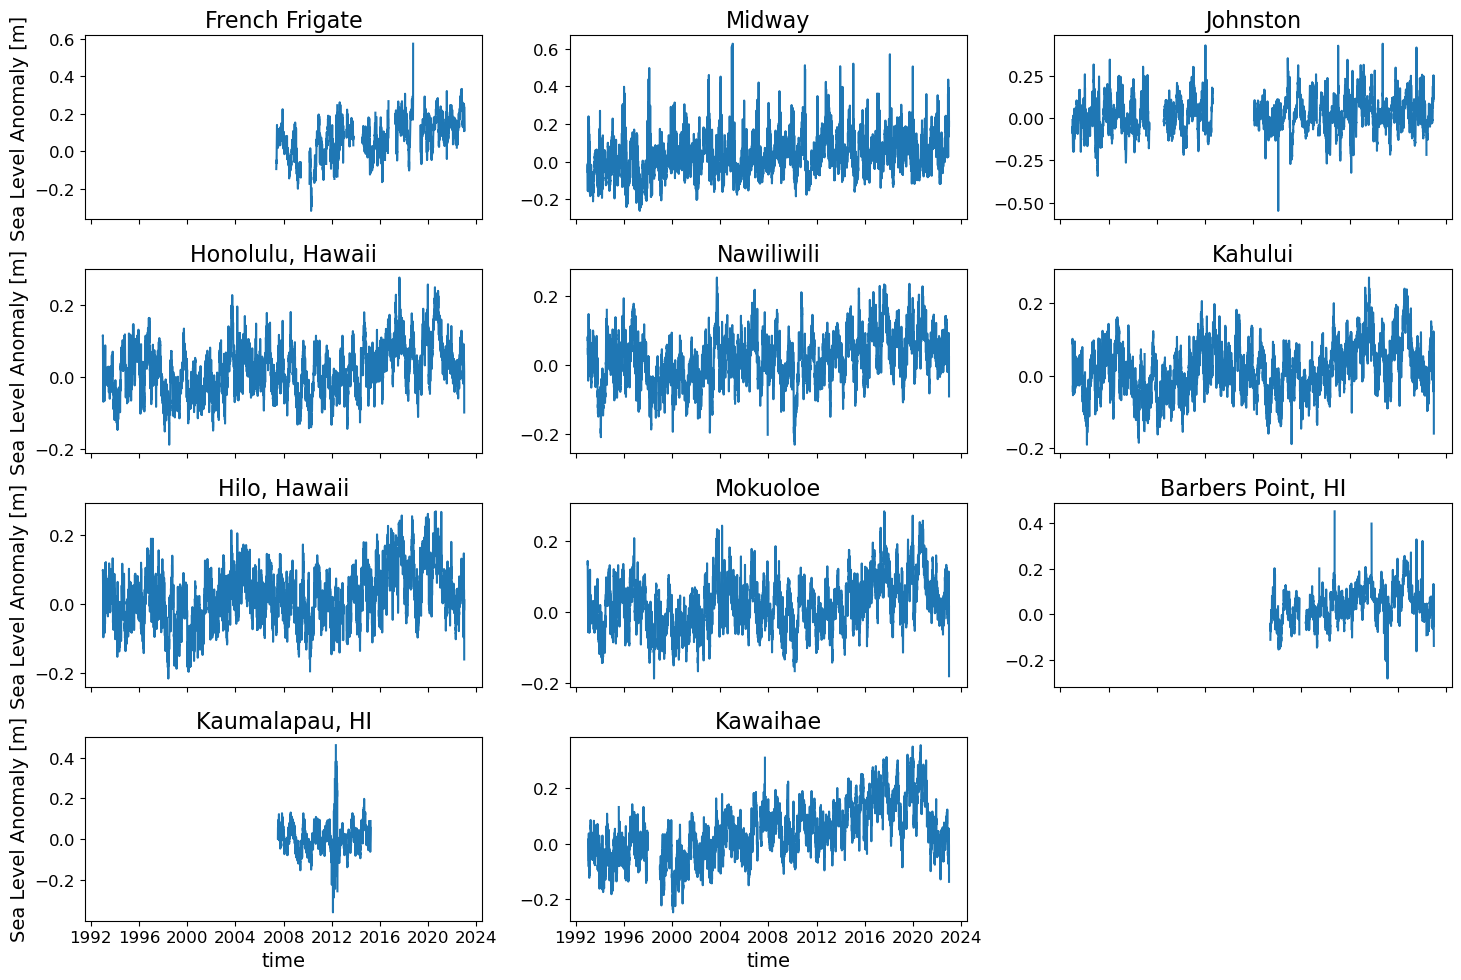 French Frigate
Sea Level Anomaly [m]
0.6
0.4
0.2
0.0
−0.2
Midway
0.6
0.4
0.2
0.0
−0.2
Johnston
0.25
0.00
−0.25
−0.50
Honolulu, Hawaii
Sea Level Anomaly [m]
0.2
0.0
−0.2
Nawiliwili
0.2
0.0
−0.2
Kahului
0.2
0.0
−0.2
Hilo, Hawaii
Sea Level Anomaly [m]
0.2
0.0
−0.2
Mokuoloe
0.2
0.0
−0.2
Barbers Point, HI
0.4
0.2
0.0
−0.2
Kaumalapau, HI
Sea Level Anomaly [m]
0.4
0.2
0.0
−0.2
1992 1996 2000 2004 2008 2012 2016 2020 2024
time
Kawaihae
0.2
0.0
−0.2
1992 1996 2000 2004 2008 2012 2016 2020 2024
time